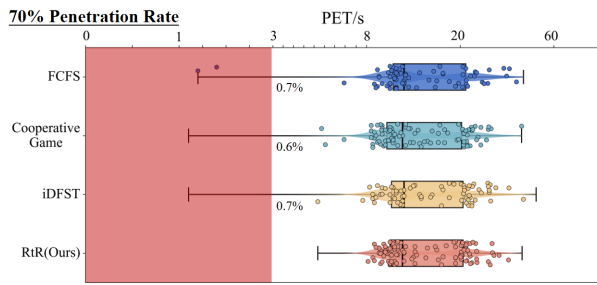 70% Penetration Rate
PET/s
0 1 3 8 20 60
FCFS
0.7%
Cooperative
Game
0.6%
iDFST
0.7%
RtR(Ours)